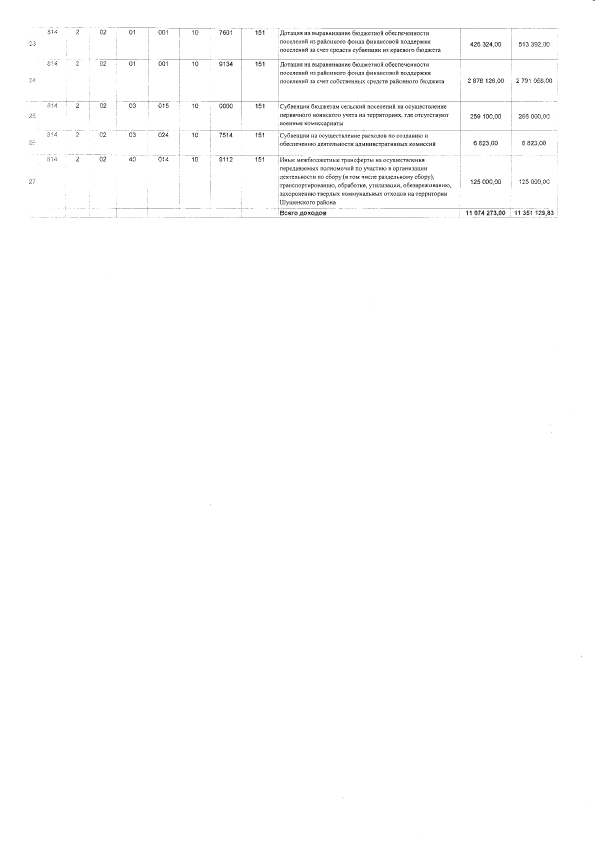 814 2 02 01 001 10 7601 151 Дотация на выравнивание бюджетной обеспеченности
поселений из районного фонда финансовой поддержки
23 поселений за счет средств субвенции из краевого бюджета 426 324,00 513 392,00
814 2 02 01 001 10 9134 151 Дотация на выравнивание бюджетной обеспеченности
поселений из районного фонда финансовой поддержки
24 поселений за счет собственных средств районного бюджета 2 878 126,00 2 791 058,00
814 2 02 03 015 10 0000 151 Субвенции бюджетам сельский поселений на осуществление
25 первичного воинского учета на территориях, где отсутствуют 259 100,00 266 000,00
военные комиссариаты
814 2 02 03 024 10 7514 151 Субвенции на осуществление расходов по созданию и
26 обеспечению деятельности административных комиссий 6 823,00 6 823,00
814 2 02 40 014 10 9112 151 Иные межбюджетные трансферты на осуществления
передаваемых полномочий по участию в организации
деятельности по сбору (в том числе раздельному сбору),
27 транспортированию, обработке, утилизации, обезвреживанию, 125 000,00 125 000,00
захоронению твердых коммунальных отходов на территории
Шушенского района
Всего доходов 11 074 273,00 11 351 129,83